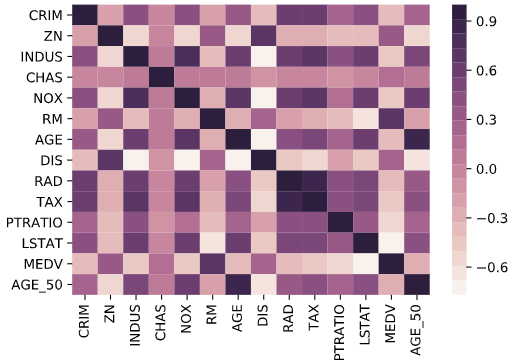 CRIM
ZN
INDUS
CHAS
NOX
RM
AGE
DIS
RAD
TAX
PTRATIO
LSTAT
MEDV
AGE_50
CRIM
ZN
INDUS
CHAS
NOX
RM
AGE
DIS
RAD
TAX
PTRATIO
LSTAT
MEDV
AGE_50
0.9
0.6
0.3
0.0
−0.3
−0.6